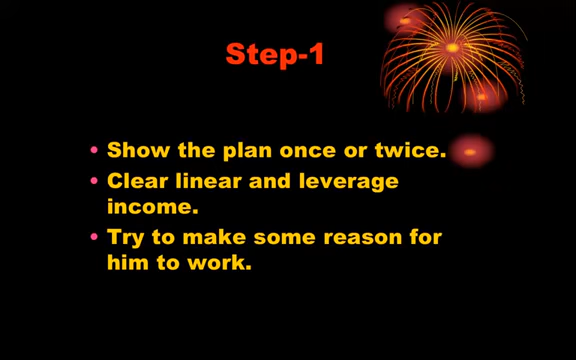 Step-1
• Show the plan once or twice.
• Clear linear and leverage
income.
• Try to make some reason for
him to work.